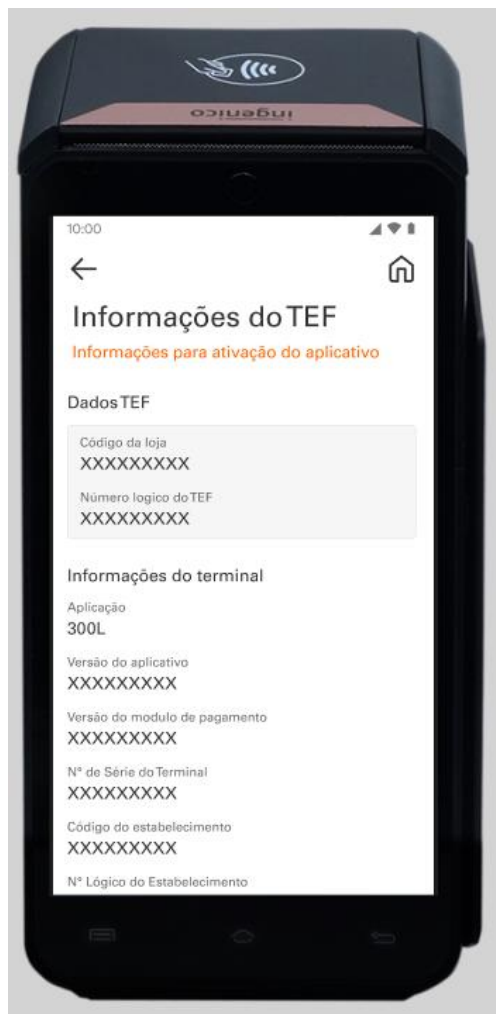 ingenico
10:00
Informações do TEF
Informações para ativação do aplicativo
Dados TEF
Código da loja
XXXXXXXXX
Número logico do TEF
XXXXXXXXX
Informações do terminal
Aplicação
300L
Versão do aplicativo
XXXXXXXXX
Versão do modulo de pagamento
XXXXXXXXX
N° de Série do Terminal
XXXXXXXXX
Código do estabelecimento
XXXXXXXXX
N° Lógico do Estabelecimento